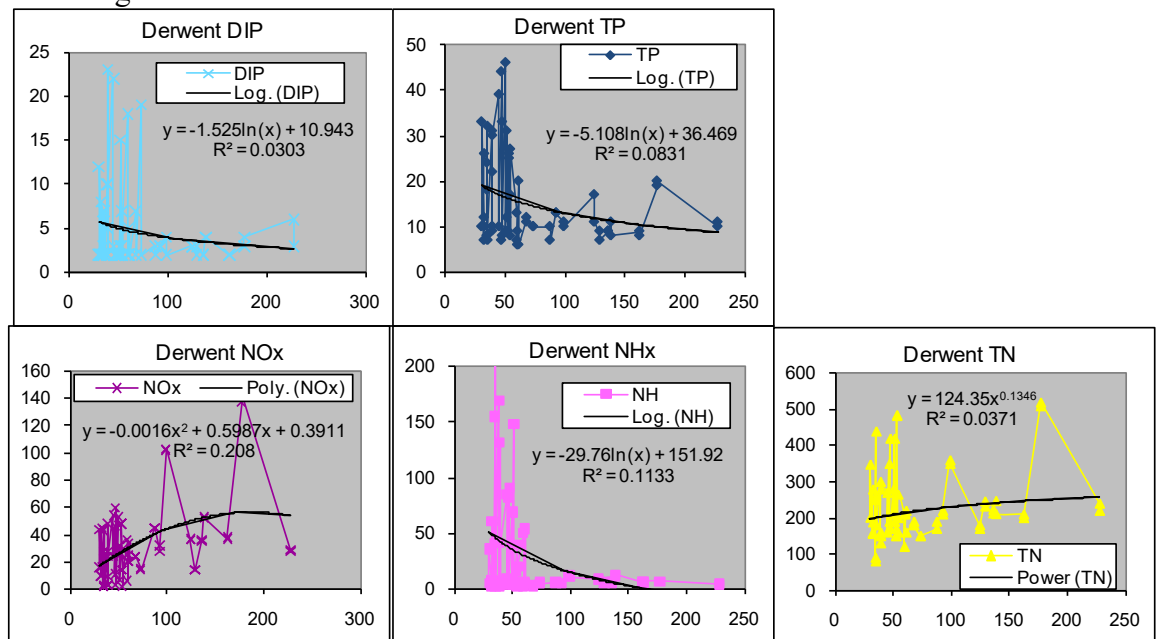 Derwent DIP
25
20
15
10
5
0
0 100 200 300
DIP
Log. (DIP)
y = -1.525ln(x) + 10.943
R² = 0.0303
Derwent TP
50
40
30
20
10
0
0 50 100 150 200 250
TP
Log. (TP)
y = -5.108ln(x) + 36.469
R² = 0.0831
Derwent NOx
160
140
120
100
80
60
40
20
0
0 50 100 150 200 250
NOx Poly. (NOx)
y = -0.0016x² + 0.5987x + 0.3911
R² = 0.208
Derwent NHx
200
150
100
50
0
0 50 100 150 200 250
NH
Log. (NH)
y = -29.76ln(x) + 151.92
R² = 0.1133
Derwent TN
600
500
400
300
200
100
0
0 50 100 150 200 250
y = 124.35x⁰·¹³⁴⁶
R² = 0.0371
TN
Power (TN)